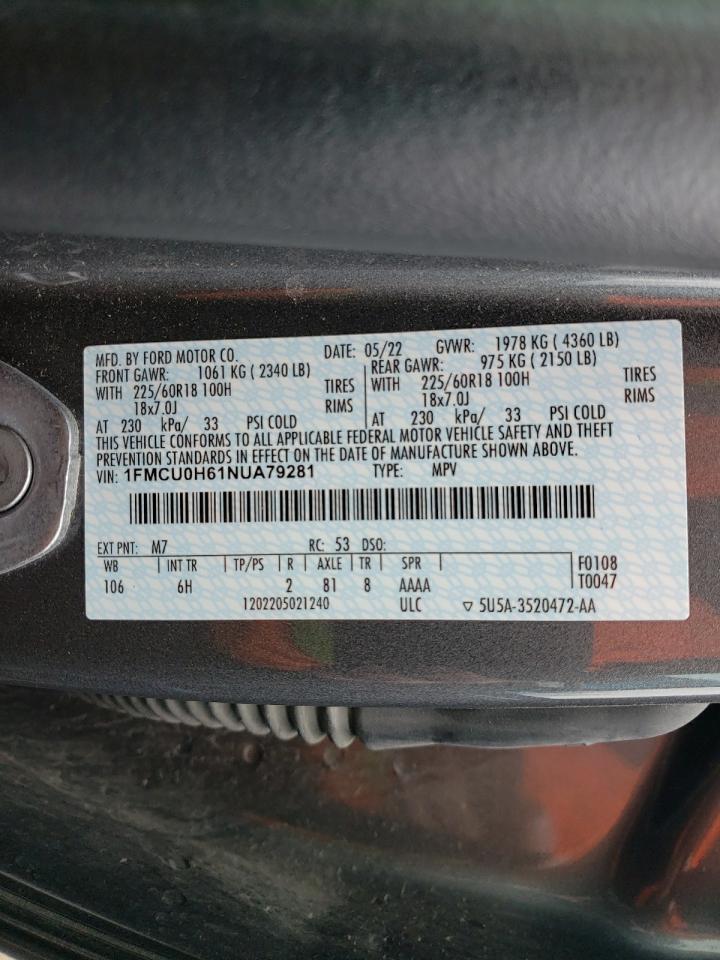 MFD. BY FORD MOTOR CO. DATE: 05/22 GVWR: 1978 KG ( 4360 LB)
FRONT GAWR: 1061 KG ( 2340 LB) REAR GAWR: 975 KG ( 2150 LB)
WITH 225/60R18 100H TIRES WITH 225/60R18 100H TIRES
18x7.0J RIMS 18x7.0J RIMS
AT 230 kPa/ 33 PSI COLD AT 230 kPa/ 33 PSI COLD
THIS VEHICLE CONFORMS TO ALL APPLICABLE FEDERAL MOTOR VEHICLE SAFETY AND THEFT
PREVENTION STANDARDS IN EFFECT ON THE DATE OF MANUFACTURE SHOWN ABOVE.
VIN: 1FMCU0H61NUA79281 TYPE: MPV
EXT PNT: M7 RC: 53 DSO:
WB INT TR TP/PS R AXLE TR SPR F0108
106 6H 2 81 8 AAAA T0047
1202205021240 ULC ▽ 5U5A-3520472-AA